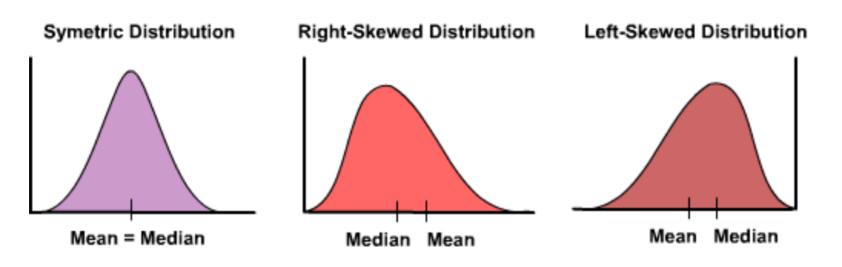 Symetric Distribution
Right-Skewed Distribution
Left-Skewed Distribution
Mean = Median
Median Mean
Mean Median